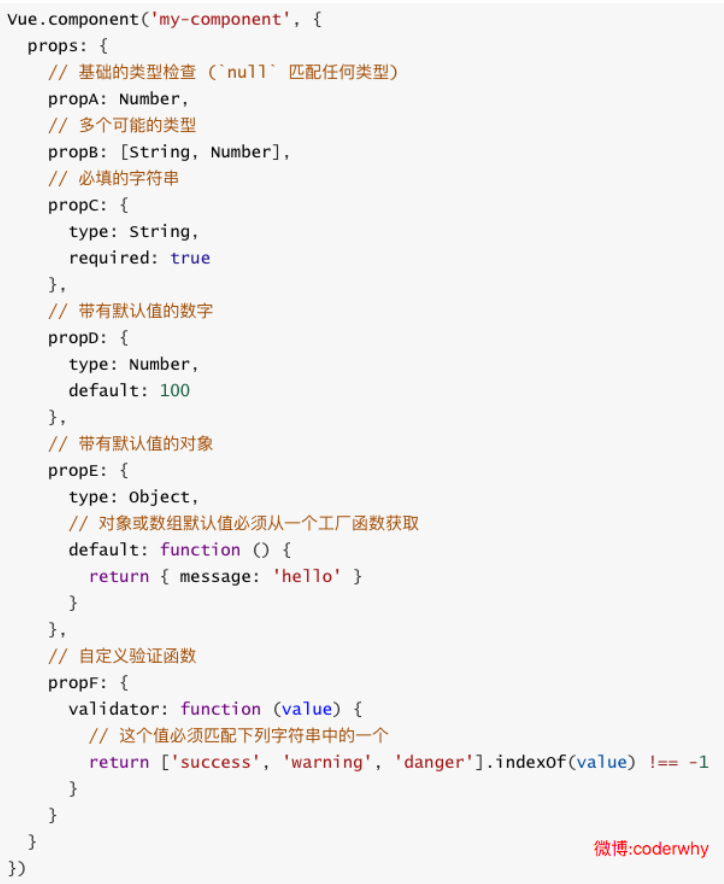 Vue.component('my-component', {
  props: {
    // 基础的类型检查 (`null` 匹配任何类型)
    propA: Number,
    // 多个可能的类型
    propB: [String, Number],
    // 必填的字符串
    propC: {
      type: String,
      required: true
    },
    // 带有默认值的数字
    propD: {
      type: Number,
      default: 100
    },
    // 带有默认值的对象
    propE: {
      type: Object,
      // 对象或数组默认值必须从一个工厂函数获取
      default: function () {
        return { message: 'hello' }
      }
    },
    // 自定义验证函数
    propF: {
      validator: function (value) {
        // 这个值必须匹配下列字符串中的一个
        return ['success', 'warning', 'danger'].indexOf(value) !== -1
      }
    }
  }
微博:coderwhy
})